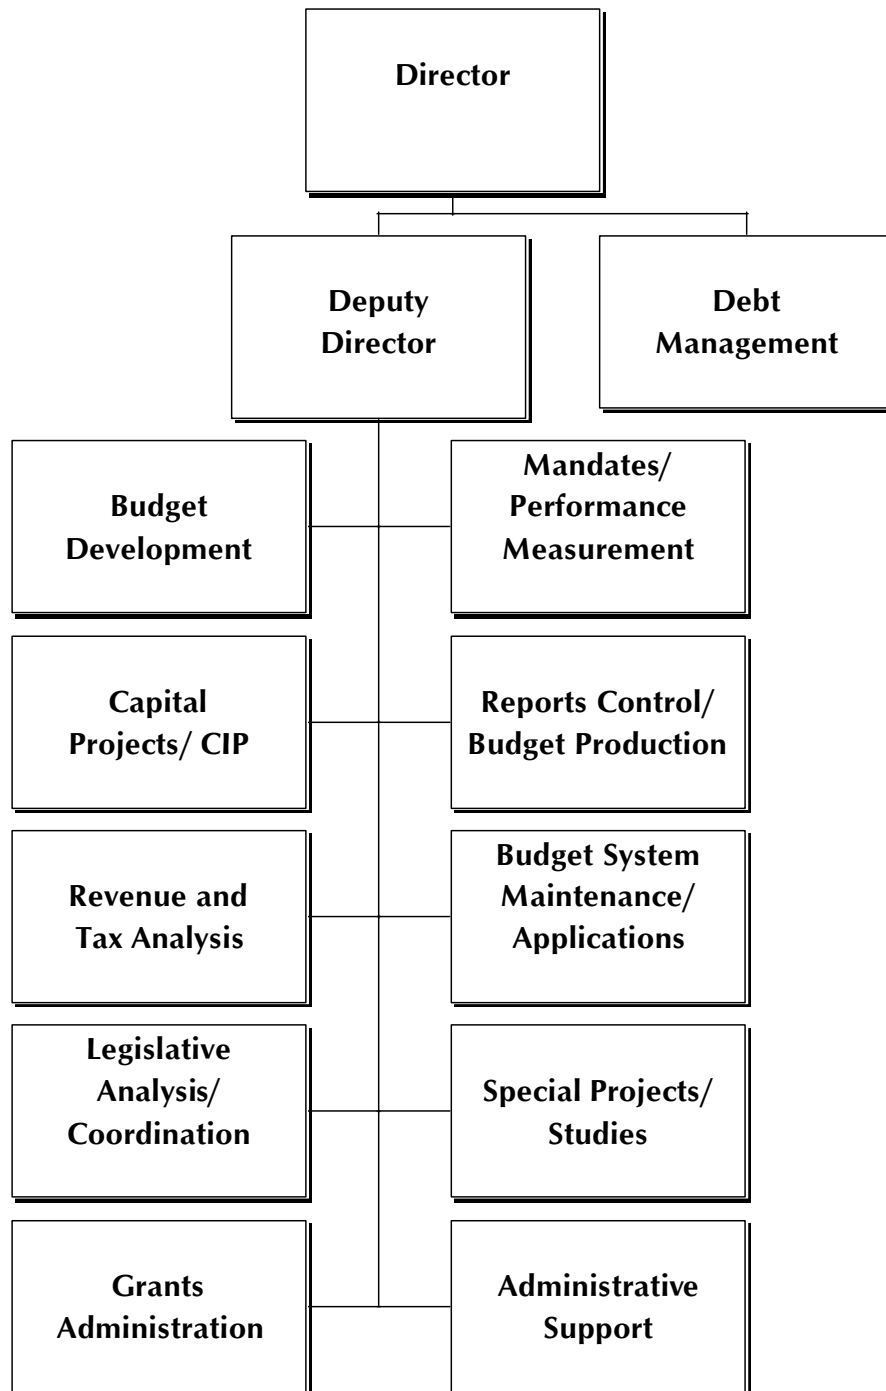 Director
Deputy
Director
Debt
Management
Budget
Development
Mandates/
Performance
Measurement
Capital
Projects/ CIP
Reports Control/
Budget Production
Revenue and
Tax Analysis
Budget System
Maintenance/
Applications
Legislative
Analysis/
Coordination
Special Projects/
Studies
Grants
Administration
Administrative
Support